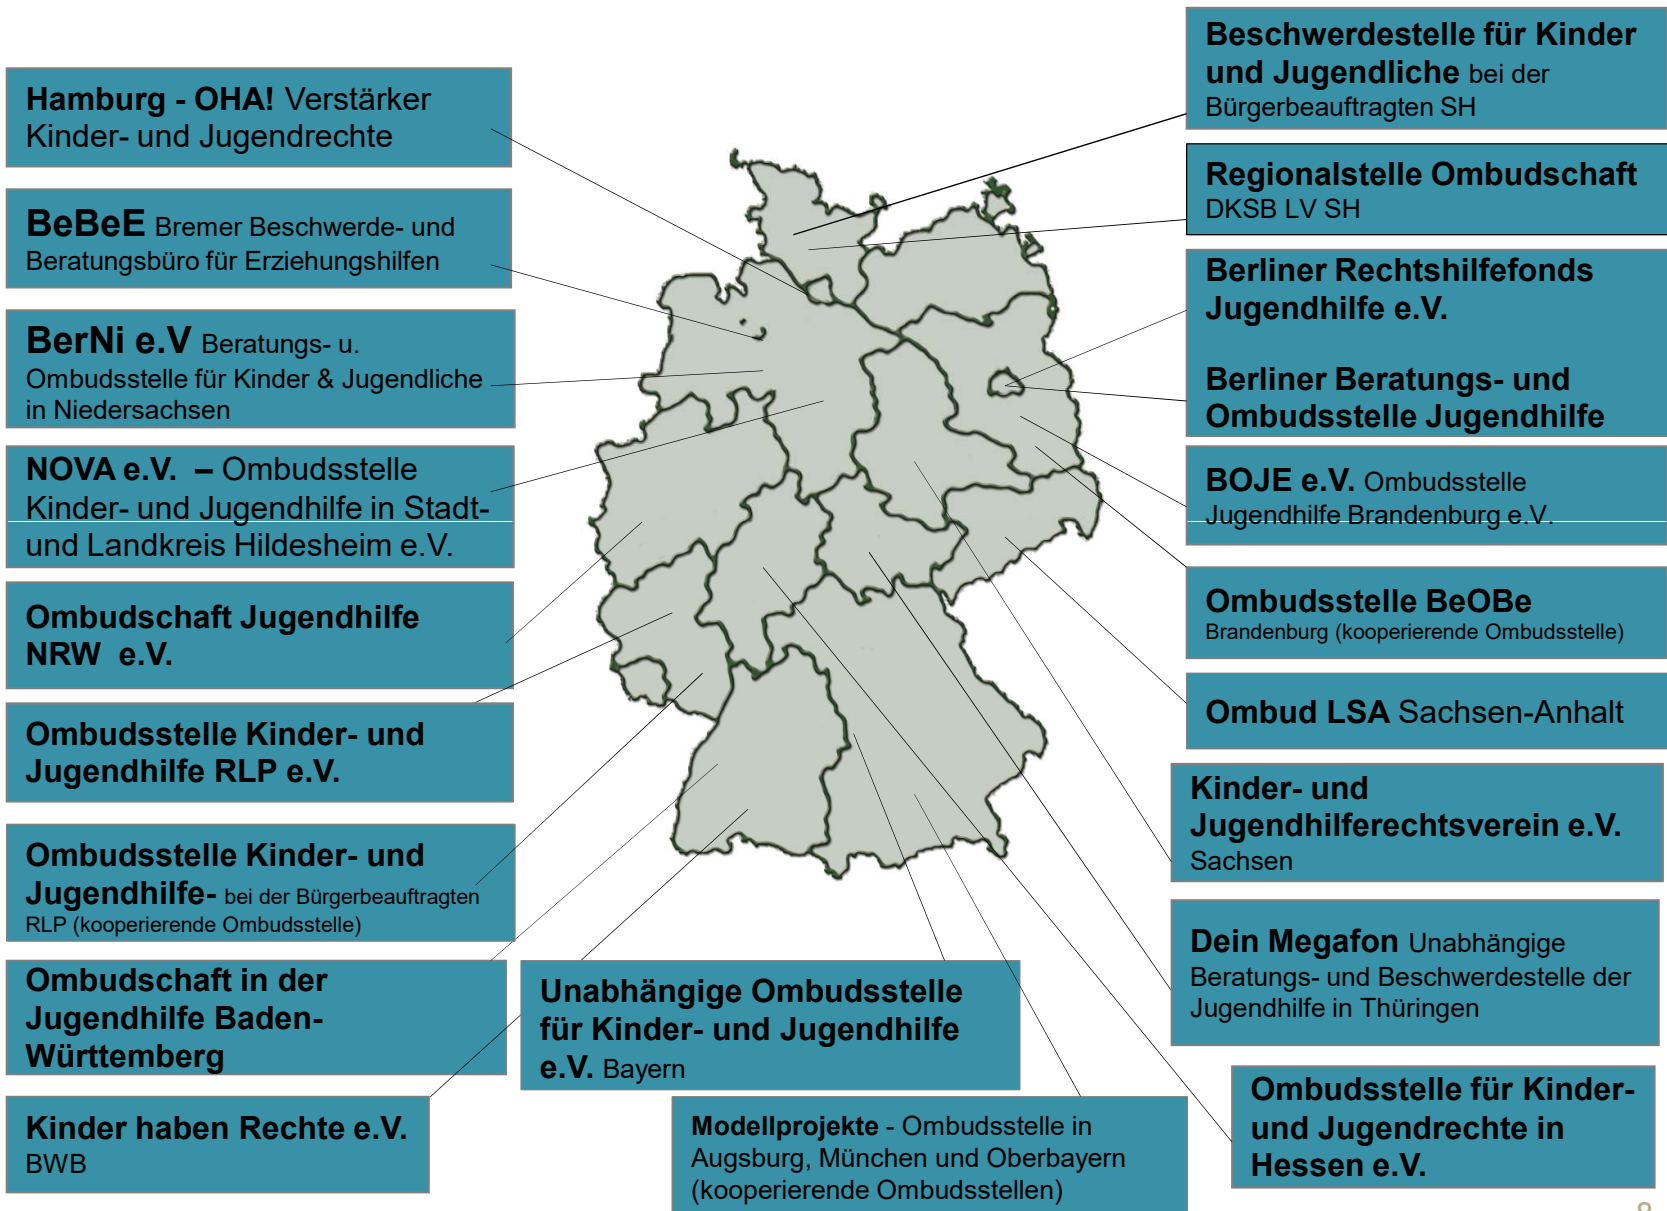 Hamburg - OHA! Verstärker
Kinder- und Jugendrechte
BeBeE Bremer Beschwerde- und
Beratungsbüro für Erziehungshilfen
BerNi e.V Beratungs- u.
Ombudsstelle für Kinder & Jugendliche
in Niedersachsen
NOVA e.V. – Ombudsstelle
Kinder- und Jugendhilfe in Stadt-
und Landkreis Hildesheim e.V.
Ombudschaft Jugendhilfe
NRW e.V.
Ombudsstelle Kinder- und
Jugendhilfe RLP e.V.
Ombudsstelle Kinder- und
Jugendhilfe- bei der Bürgerbeauftragten
RLP (kooperierende Ombudsstelle)
Ombudschaft in der
Jugendhilfe Baden-
Württemberg
Kinder haben Rechte e.V.
BWB
Unabhängige Ombudsstelle
für Kinder- und Jugendhilfe
e.V. Bayern
Modellprojekte - Ombudsstelle in
Augsburg, München und Oberbayern
(kooperierende Ombudsstellen)
Beschwerdestelle für Kinder
und Jugendliche bei der
Bürgerbeauftragten SH
Regionalstelle Ombudschaft
DKSB LV SH
Berliner Rechtshilfefonds
Jugendhilfe e.V.
Berliner Beratungs- und
Ombudsstelle Jugendhilfe
BOJE e.V. Ombudsstelle
Jugendhilfe Brandenburg e.V.
Ombudsstelle BeOBe
Brandenburg (kooperierende Ombudsstelle)
Ombud LSA Sachsen-Anhalt
Kinder- und
Jugendhilferechtsverein e.V.
Sachsen
Dein Megafon Unabhängige
Beratungs- und Beschwerdestelle der
Jugendhilfe in Thüringen
Ombudsstelle für Kinder-
und Jugendrechte in
Hessen e.V.